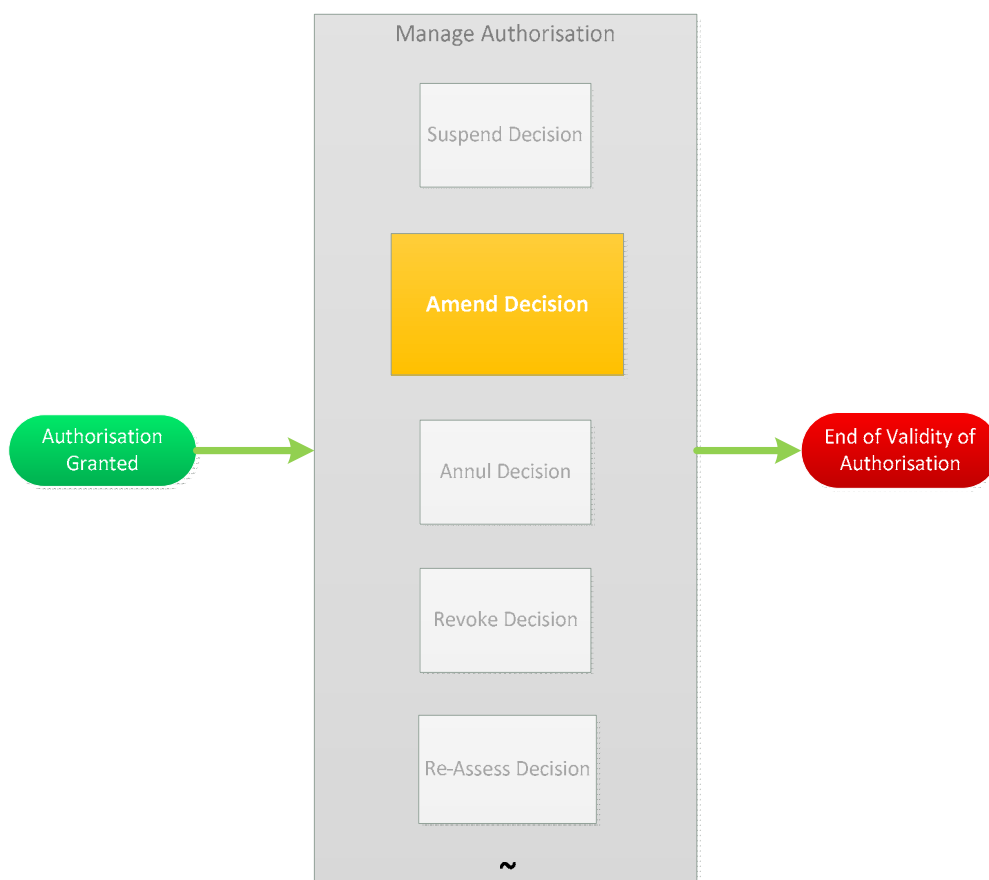 Manage Authorisation
Suspend Decision
Amend Decision
Authorisation
Granted
End of Validity of
Authorisation
Annul Decision
Revoke Decision
Re-Assess Decision
~